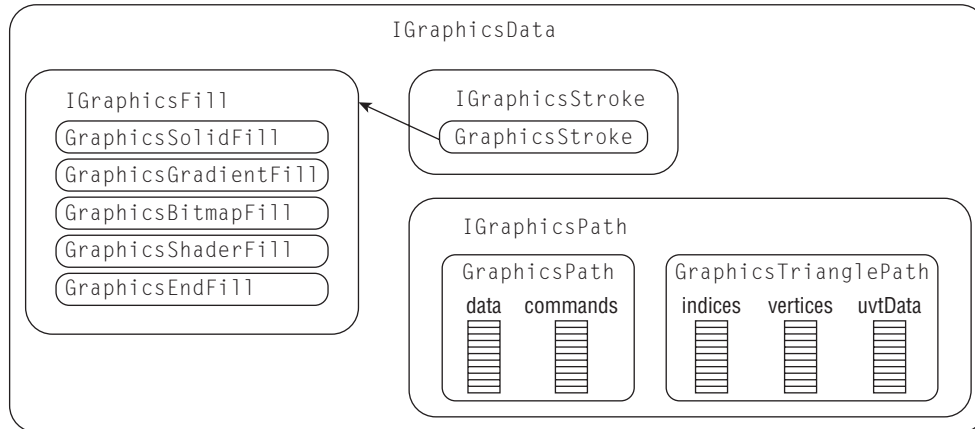 IGraphicsData
IGraphicsFill
GraphicsSolidFill
GraphicsGradientFill
GraphicsBitmapFill
GraphicsShaderFill
GraphicsEndFill
IGraphicsStroke
GraphicsStroke
IGraphicsPath
GraphicsPath
data commands
GraphicsTrianglePath
indices vertices uvtData